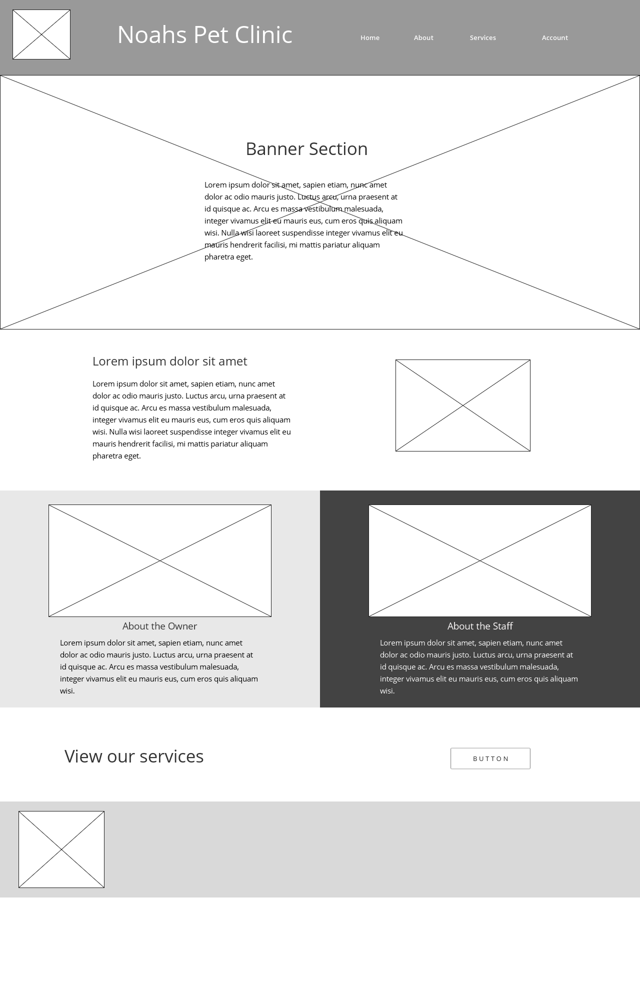 Noahs Pet Clinic
Home About Services Account
Banner Section
Lorem ipsum dolor sit amet, sapien etiam, nunc amet
dolor ac odio mauris justo. Luctus arcu, urna praesent at
id quisque ac. Arcu es massa vestibulum malesuada,
integer vivamus elit eu mauris eus, cum eros quis aliquam
wisi. Nulla wisi laoreet suspendisse integer vivamus elit eu
mauris hendrerit facilisi, mi mattis pariatur aliquam
pharetra eget.
Lorem ipsum dolor sit amet
Lorem ipsum dolor sit amet, sapien etiam, nunc amet
dolor ac odio mauris justo. Luctus arcu, urna praesent at
id quisque ac. Arcu es massa vestibulum malesuada,
integer vivamus elit eu mauris eus, cum eros quis aliquam
wisi. Nulla wisi laoreet suspendisse integer vivamus elit eu
mauris hendrerit facilisi, mi mattis pariatur aliquam
pharetra eget.
About the Owner
Lorem ipsum dolor sit amet, sapien etiam, nunc amet
dolor ac odio mauris justo. Luctus arcu, urna praesent at
id quisque ac. Arcu es massa vestibulum malesuada,
integer vivamus elit eu mauris eus, cum eros quis aliquam
wisi.
About the Staff
Lorem ipsum dolor sit amet, sapien etiam, nunc amet
dolor ac odio mauris justo. Luctus arcu, urna praesent at
id quisque ac. Arcu es massa vestibulum malesuada,
integer vivamus elit eu mauris eus, cum eros quis aliquam
wisi.
View our services
BUTTON